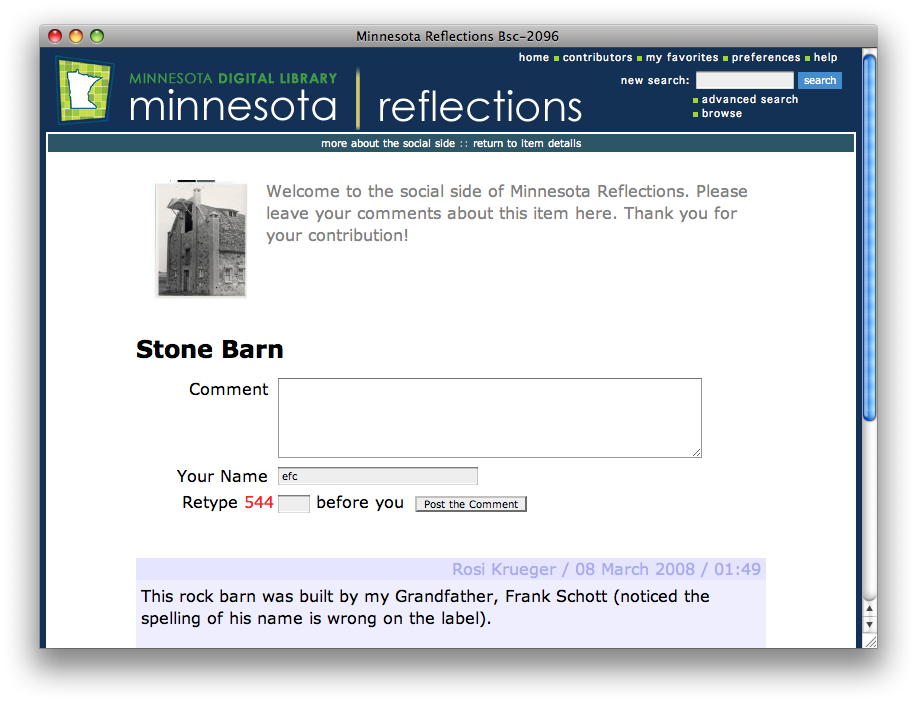 Minnesota Reflections Bsc-2096
home contributors my favorites preferences help
new search: search
advanced search
browse
MINNESOTA DIGITAL LIBRARY
minnesota reflections
more about the social side :: return to item details
Welcome to the social side of Minnesota Reflections. Please
leave your comments about this item here. Thank you for
your contribution!
Stone Barn
Comment
Your Name efc
Retype 544 before you Post the Comment
Rosi Krueger / 08 March 2008 / 01:49
This rock barn was built by my Grandfather, Frank Schott (noticed the
spelling of his name is wrong on the label).